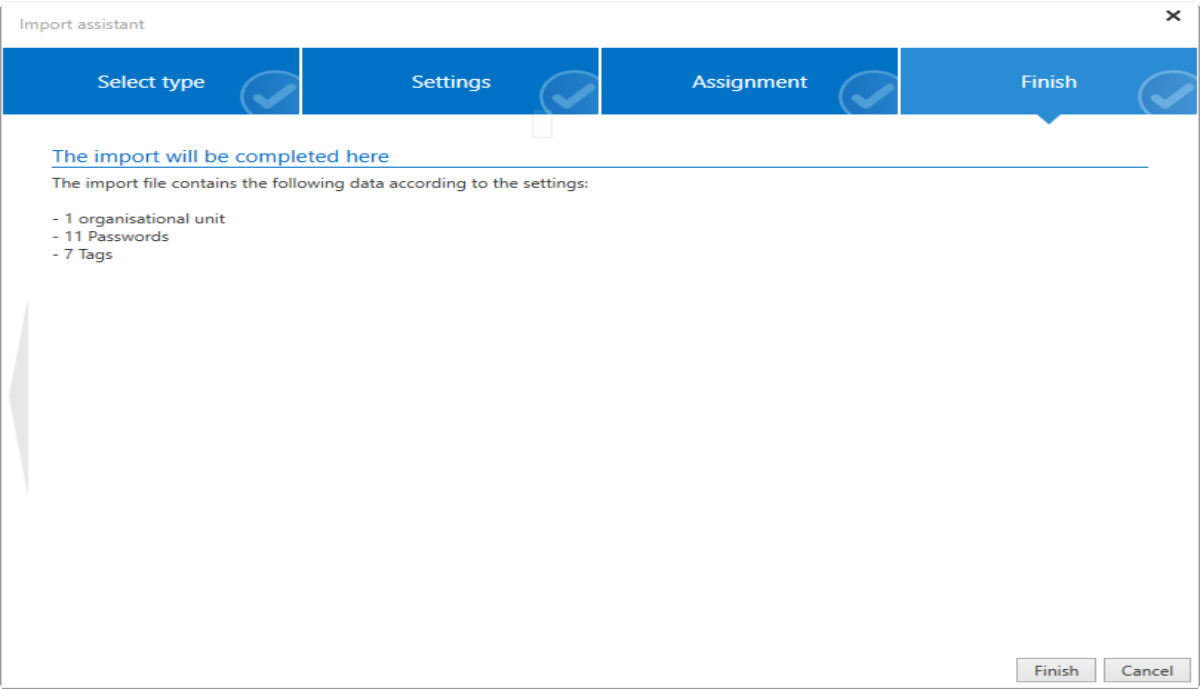 Import assistant
Select type
Settings
Assignment
Finish
The import will be completed here
The import file contains the following data according to the settings:
- 1 organisational unit
- 11 Passwords
- 7 Tags
Finish
Cancel